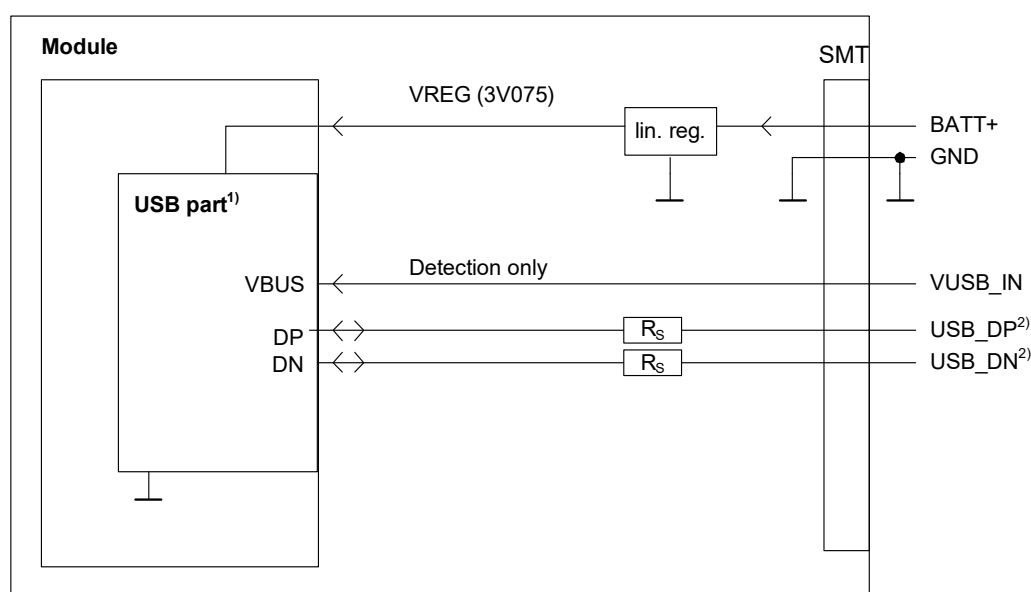 Module
SMT
VREG (3V075)
lin. reg.
BATT+
GND
USB part1)
Detection only
VBUS
VUSB_IN
DP
RS
USB_DP2)
DN
RS
USB_DN2)